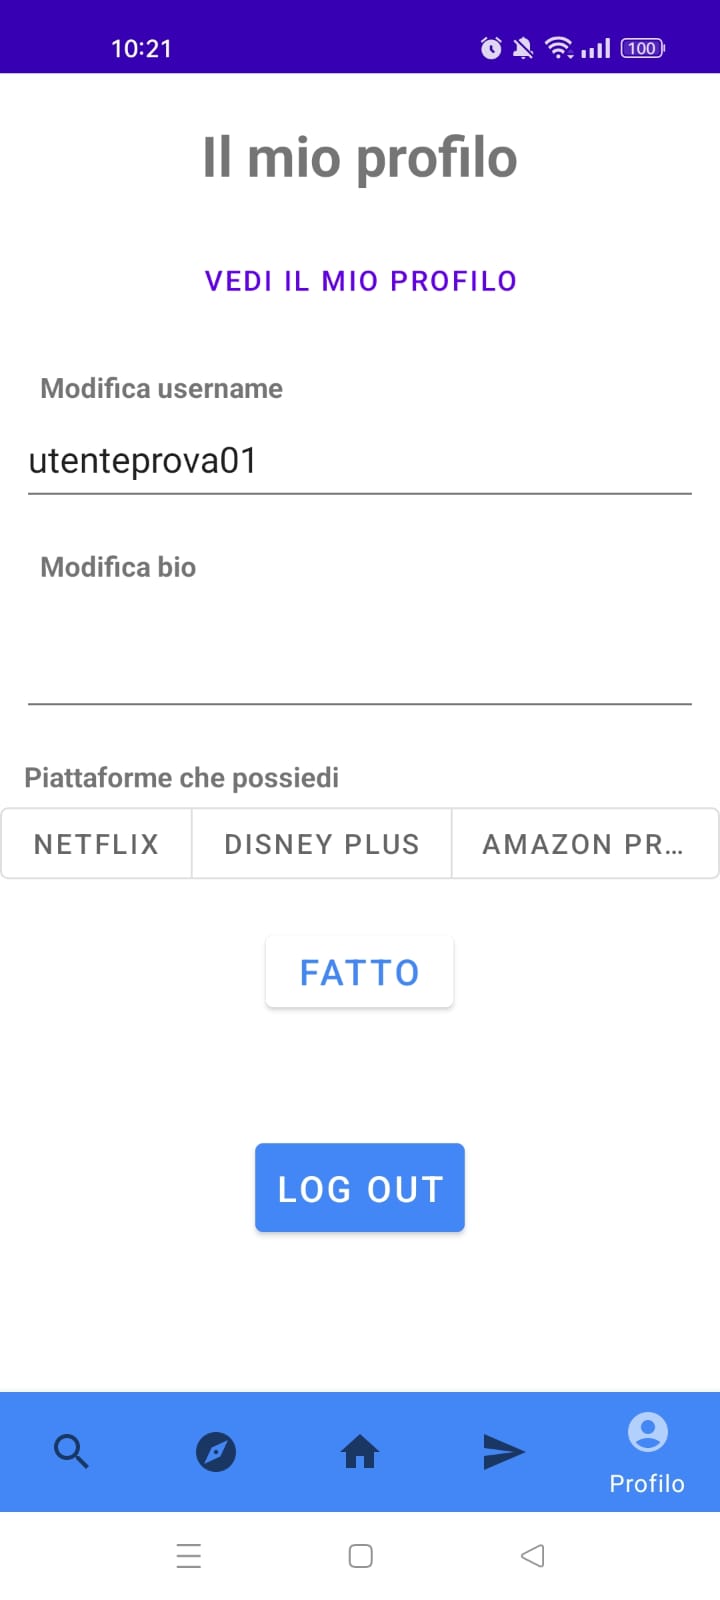 10:21
100
Il mio profilo
VEDI IL MIO PROFILO
Modifica username
utenteprova01
Modifica bio
Piattaforme che possiedi
NETFLIX DISNEY PLUS AMAZON PR...
FATTO
LOG OUT
Profilo